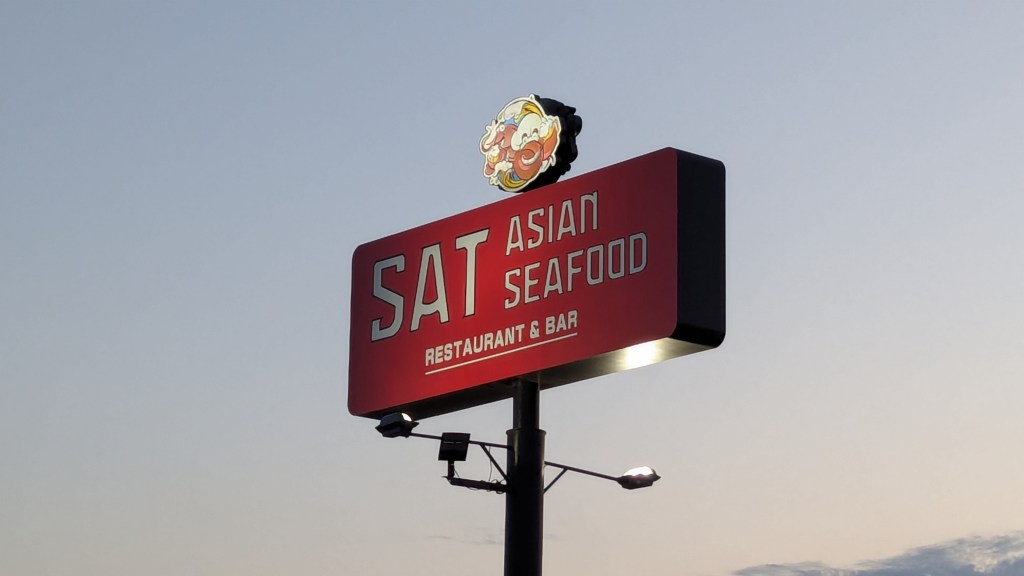 SAT
ASIAN
SEAFOOD
RESTAURANT & BAR